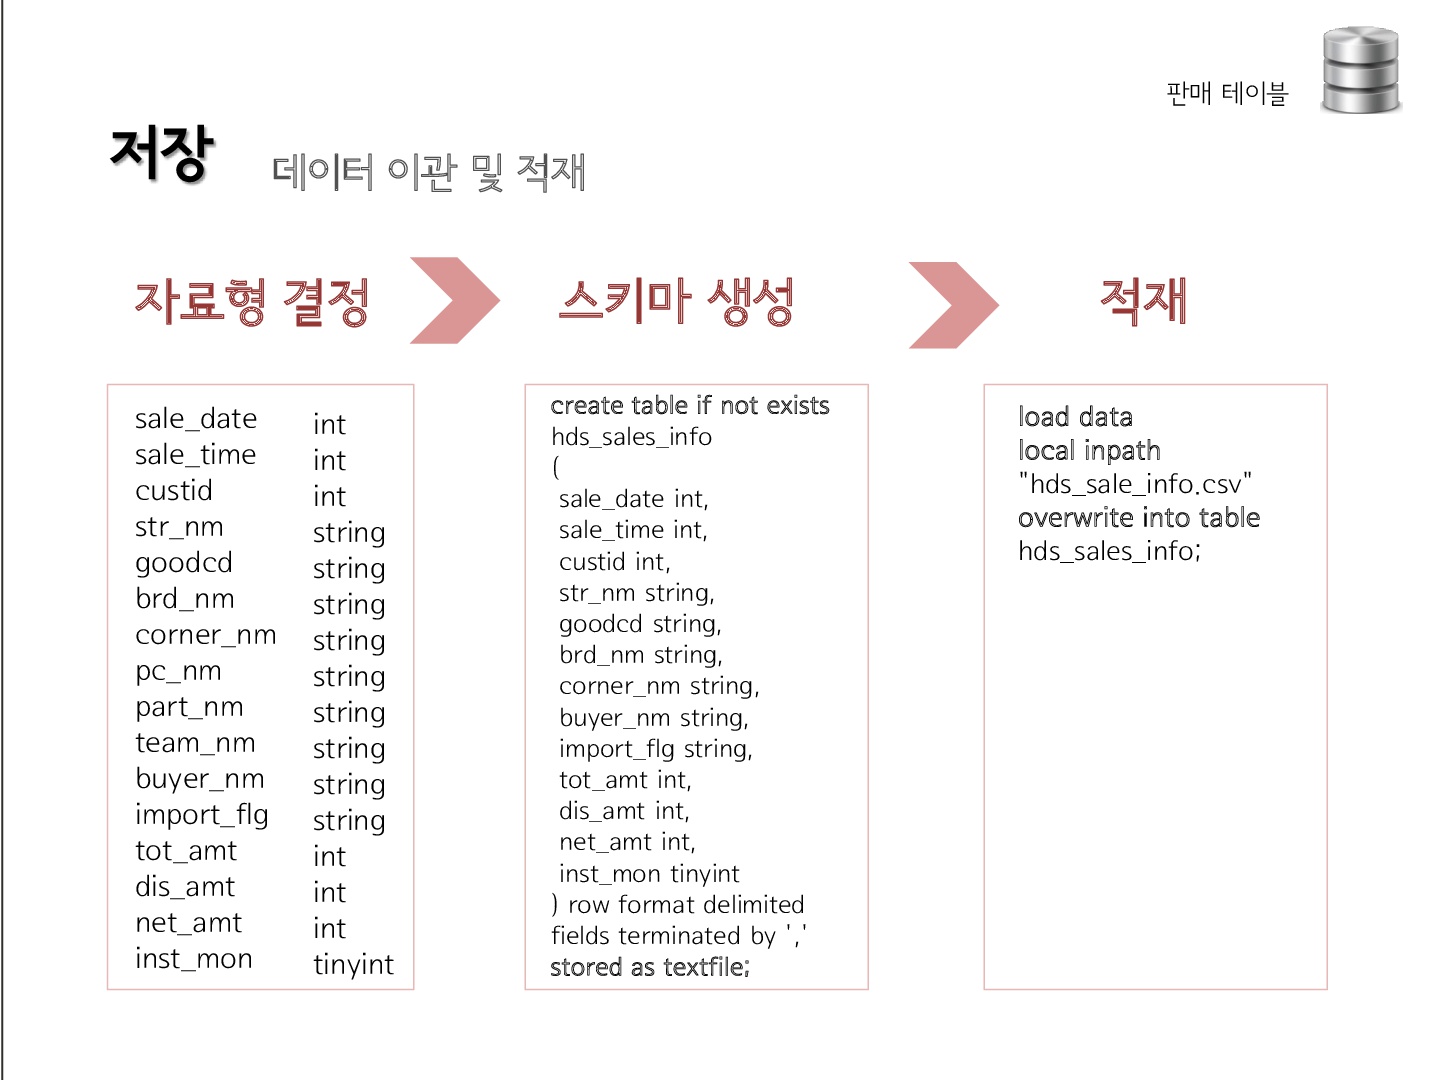 판매 테이블
저장 데이터 이관 및 적재
자료형 결정
스키마 생성
적재
sale_date int
sale_time int
custid int
str_nm string
goodcd string
brd_nm string
corner_nm string
pc_nm string
part_nm string
team_nm string
buyer_nm string
import_flg string
tot_amt int
dis_amt int
net_amt int
inst_mon tinyint
create table if not exists
hds_sales_info
(
sale_date int,
sale_time int,
custid int,
str_nm string,
goodcd string,
brd_nm string,
corner_nm string,
buyer_nm string,
import_flg string,
tot_amt int,
dis_amt int,
net_amt int,
inst_mon tinyint
) row format delimited
fields terminated by ','
stored as textfile;
load data
local inpath
"hds_sale_info.csv"
overwrite into table
hds_sales_info;